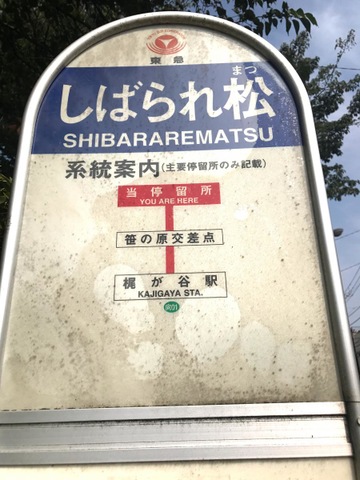 東急
まつ
しばられ松
SHIBARAREMATSU
系統案内(主要停留所のみ記載)
当停留所
YOU ARE HERE
笹の原交差点
梶が谷駅
KAJIGAYA STA.